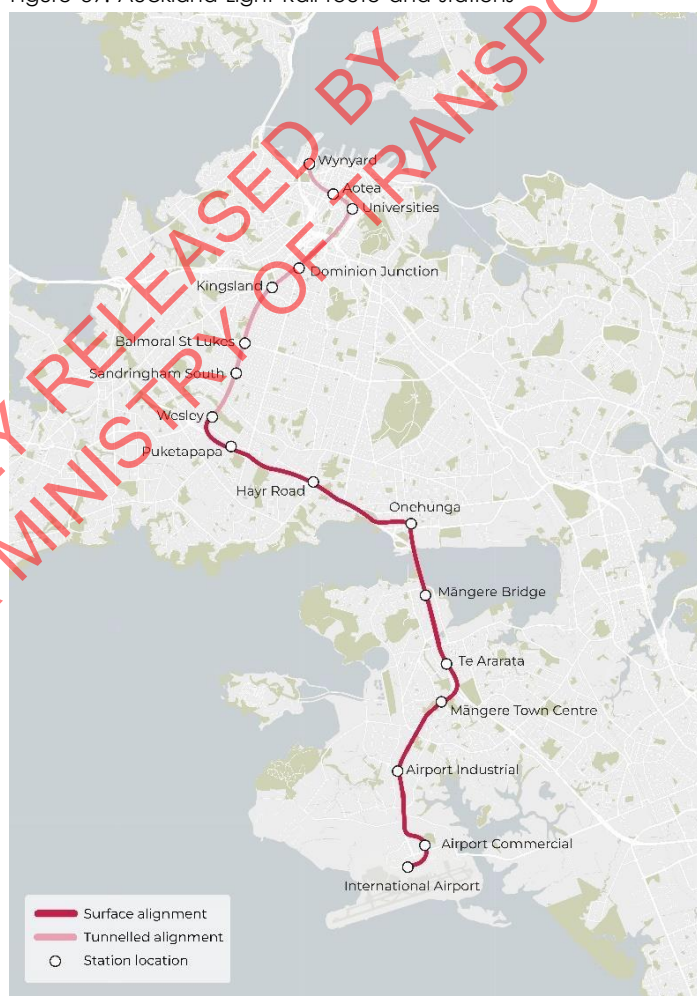 Figure 37: Auckland Light Rail route and stations
Wynyard
Aotea
Universities
Dominion Junction
Kingsland
Balmoral St Lukes
Sandringham South
Wesley
Puketapapa
Hayr Road
Onehunga
Māngere Bridge
Te Ararata
Māngere Town Centre
Airport Industrial
Airport Commercial
International Airport
Surface alignment
Tunnelled alignment
Station location
RELEASED BY
MINISTRY OF TRANSPO